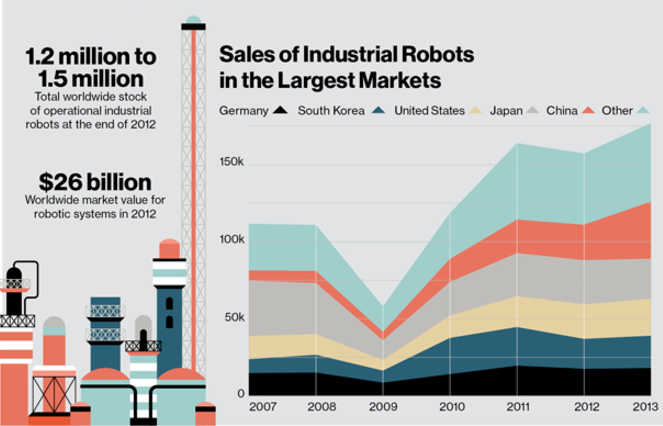 1.2 million to
1.5 million
Total worldwide stock
of operational industrial
robots at the end of 2012
$26 billion
Worldwide market value for
robotic systems in 2012
Sales of Industrial Robots
in the Largest Markets
Germany South Korea United States Japan China Other
150k
100k
50k
0
2007 2008 2009 2010 2011 2012 2013